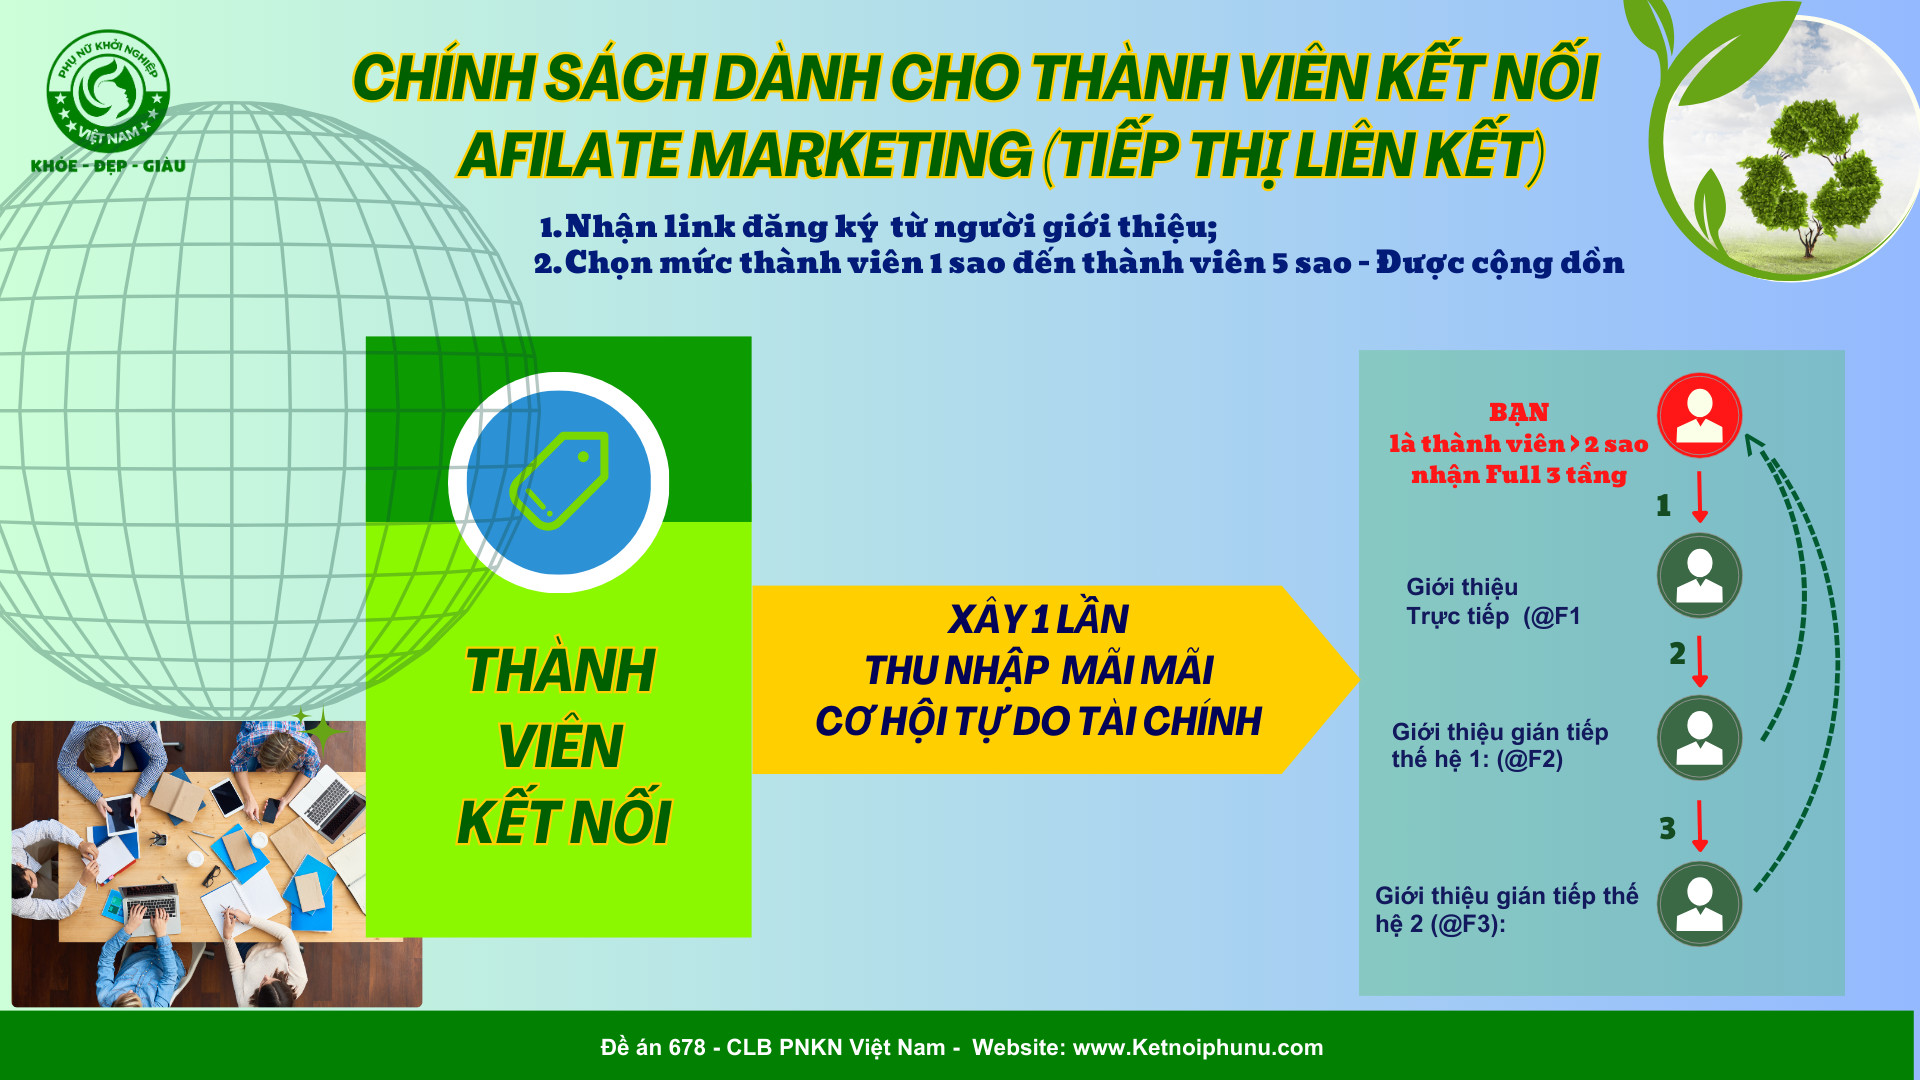 PHỤ NỮ KHỞI NGHIỆP
VIỆT NAM
KHỎE - ĐẸP - GIÀU
CHÍNH SÁCH DÀNH CHO THÀNH VIÊN KẾT NỐI
AFILATE MARKETING (TIẾP THỊ LIÊN KẾT)
1. Nhận link đăng ký từ người giới thiệu;
2. Chọn mức thành viên 1 sao đến thành viên 5 sao - Được cộng dồn
THÀNH
VIÊN
KẾT NỐI
XÂY 1 LẦN
THU NHẬP MÃI MÃI
CƠ HỘI TỰ DO TÀI CHÍNH
BẠN
là thành viên > 2 sao
nhận Full 3 tầng
1
Giới thiệu
Trực tiếp (@F1
2
Giới thiệu gián tiếp
thế hệ 1: (@F2)
3
Giới thiệu gián tiếp thế
hệ 2 (@F3):
Đề án 678 - CLB PNKN Việt Nam - Website: www.Ketnoiphunu.com